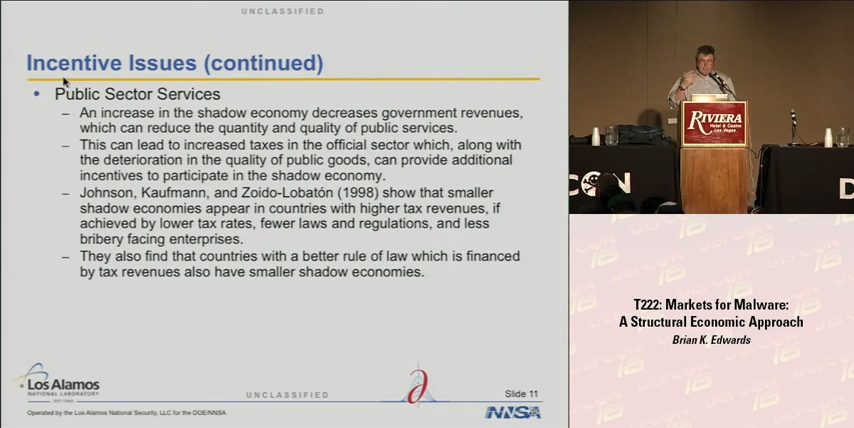 UNCLASSIFIED
Incentive Issues (continued)
• Public Sector Services
– An increase in the shadow economy decreases government revenues,
which can reduce the quantity and quality of public services.
– This can lead to increased taxes in the official sector which, along with
the deterioration in the quality of public goods, can provide additional
incentives to participate in the shadow economy.
– Johnson, Kaufmann, and Zoido-Lobatón (1998) show that smaller
shadow economies appear in countries with higher tax revenues, if
achieved by lower tax rates, fewer laws and regulations, and less
bribery facing enterprises.
– They also find that countries with a better rule of law which is financed
by tax revenues also have smaller shadow economies.
Los Alamos
NATIONAL LABORATORY
EST. 1943
UNCLASSIFIED
Slide 11
Operated by the Los Alamos National Security, LLC for the DOE/NNSA
NNSA
RIVIERA
Hotel & Casino
Las Vegas
T222: Markets for Malware:
A Structural Economic Approach
Brian K. Edwards